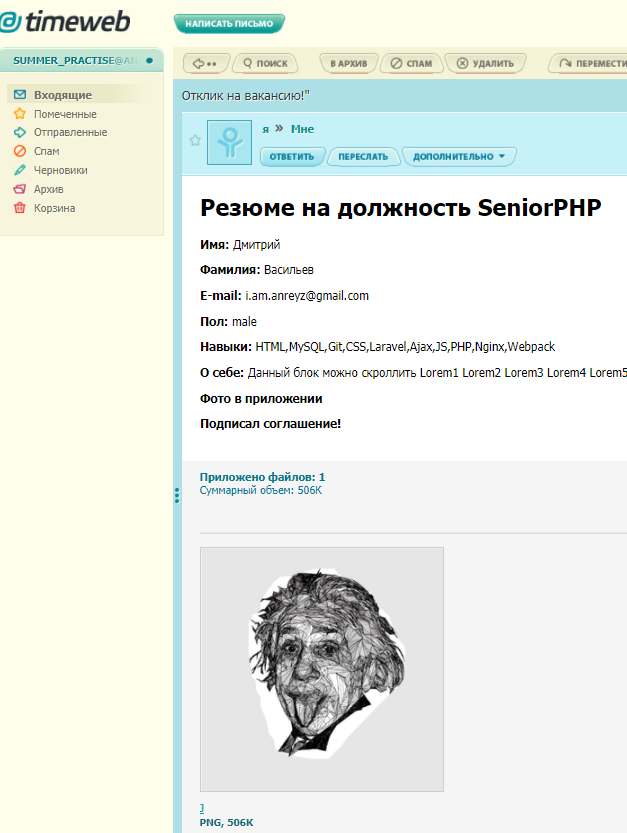 @timeweb
НАПИСАТЬ ПИСЬМО
SUMMER_PRACTISE@AN
Входящие
Помеченные
Отправленные
Спам
Черновики
Архив
Корзина
ПОИСК
В АРХИВ
СПАМ
УДАЛИТЬ
ПЕРЕМЕСТИ
Отклик на вакансию!"
я » Мне
ОТВЕТИТЬ
ПЕРЕСЛАТЬ
ДОПОЛНИТЕЛЬНО
Резюме на должность SeniorPHP
Имя: Дмитрий
Фамилия: Васильев
E-mail: i.am.anreyz@gmail.com
Пол: male
Навыки: HTML,MySQL,Git,CSS,Laravel,Ajax,JS,PHP,Nginx,Webpack
О себе: Данный блок можно скроллить Lorem1 Lorem2 Lorem3 Lorem4 Lorem5
Фото в приложении
Подписал соглашение!
Приложено файлов: 1
Суммарный объем: 506K
J
PNG, 506K